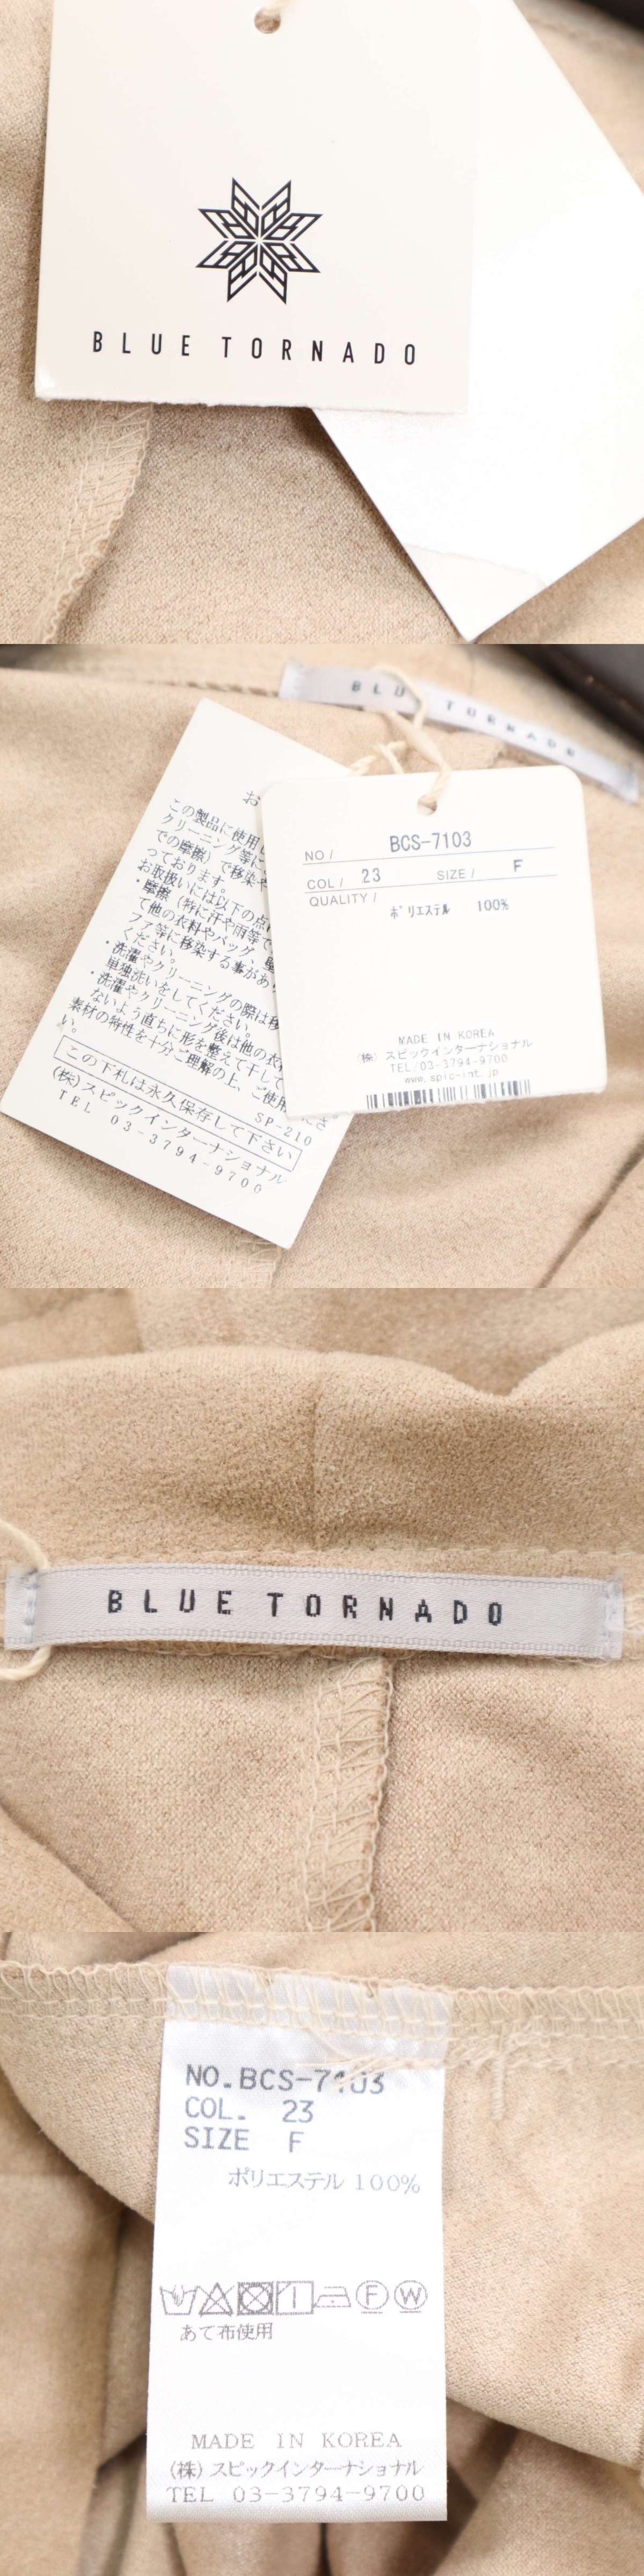 BLUE TORNADO
BLU TORNADO
お
この製品に使用し
クリーニング等に
での摩擦）で移染や
っております。
お取扱いには以下の点
・摩擦（特に汗や雨等で
て他の衣料やバッグ、
ファ等に移染する事があり
ください。
・洗濯やクリーニングの際は移
単独洗いをしてください。
・洗濯やクリーニング後は他の衣料
ないよう直ちに形を整えて干して
素材の特性を十分ご理解の上、ご使用
い。
SP-210
この下札は永久保存して下さい
(株)スピックインターナショナル
TEL 03-3794-9700
NO / BCS-7103
COL / 23 SIZE / F
QUALITY /
ポリエステル 100%
MADE IN KOREA
(株) スピックインターナショナル
TEL/03-3794-9700
www.spic-int.jp
BLUE TORNADO
NO.BCS-7103
COL. 23
SIZE F
ポリエステル 100%
F W
あて布使用
MADE IN KOREA
(株) スピックインターナショナル
TEL 03-3794-9700